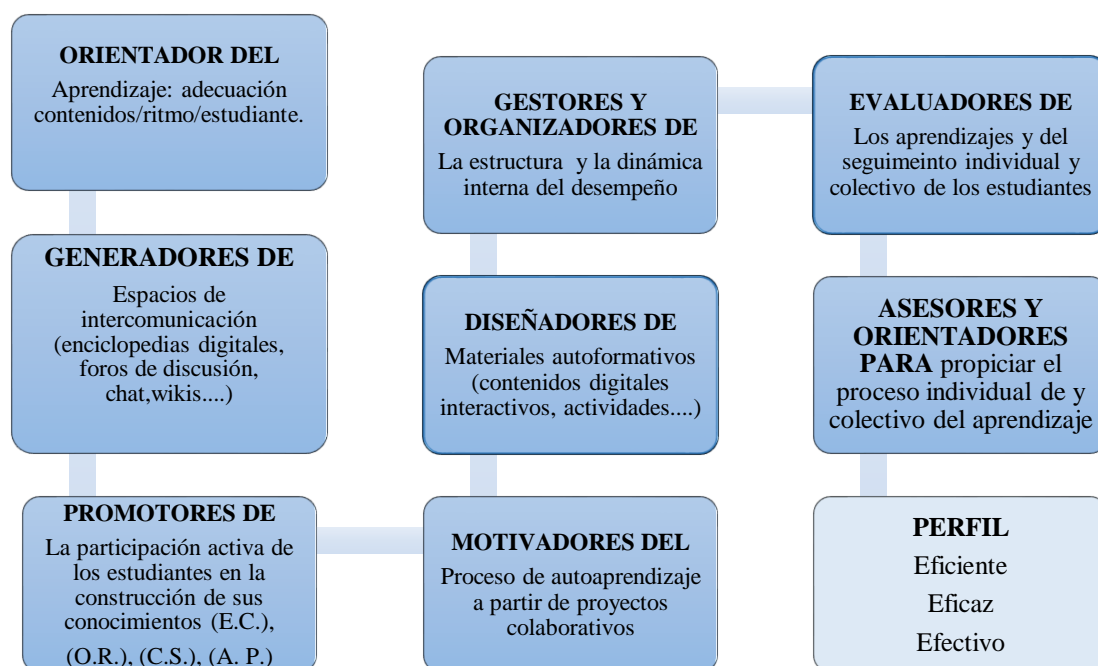 ORIENTADOR DEL
Aprendizaje: adecuación
contenidos/ritmo/estudiante.
GENERADORES DE
Espacios de
intercomunicación
(enciclopedias digitales,
foros de discusión,
chat,wikis....)
PROMOTORES DE
La participación activa de
los estudiantes en la
construcción de sus
conocimientos (E.C.),
(O.R.), (C.S.), (A. P.)
MOTIVADORES DEL
Proceso de autoaprendizaje
a partir de proyectos
colaborativos
DISEÑADORES DE
Materiales autoformativos
(contenidos digitales
interactivos, actividades....)
GESTORES Y
ORGANIZADORES DE
La estructura y la dinámica
interna del desempeño
EVALUADORES DE
Los aprendizajes y del
seguimeinto individual y
colectivo de los estudiantes
ASESORES Y
ORIENTADORES
PARA propiciar el
proceso individual de y
colectivo del aprendizaje
PERFIL
Eficiente
Eficaz
Efectivo